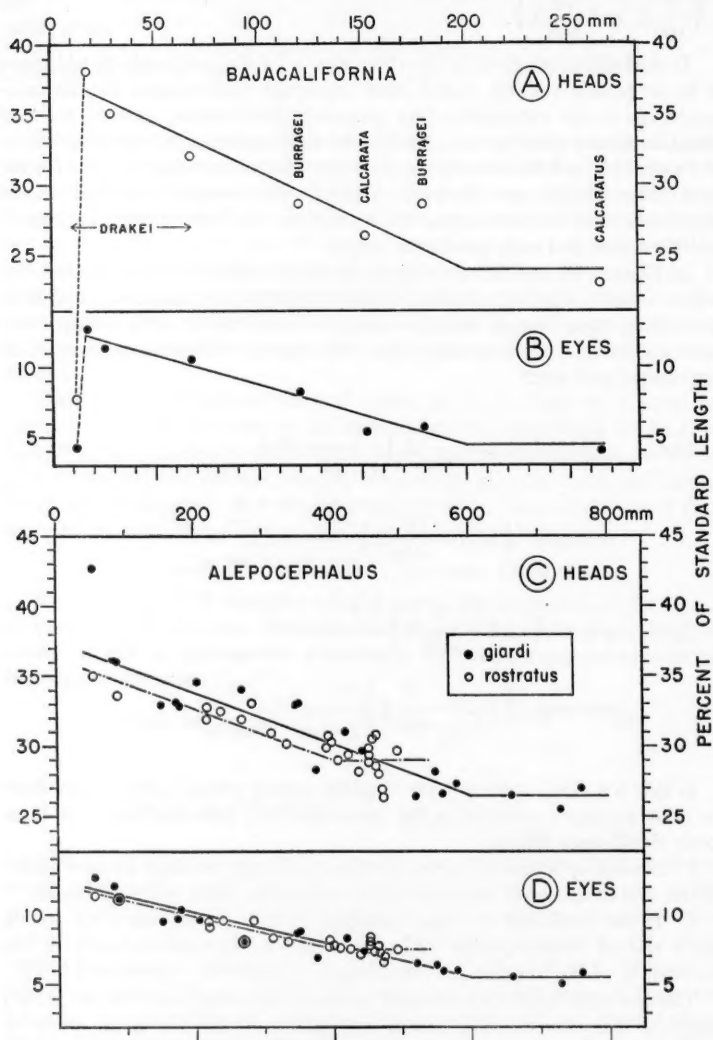 0 50 100 150 200 250 mm
40 40
BAJACALIFORNIA A HEADS
35 35
BURRAGEI CALCARATA BURRAGEI CALCARATUS
30 30
←DRAKEI→
25 25
B EYES
10 10
5 5
PERCENT OF STANDARD LENGTH
0 200 400 600 800mm
45 45
ALEPOCEPHALUS C HEADS
40 40
giardi
35 35
rostratus
30 30
25 25
D EYES
10 10
5 5